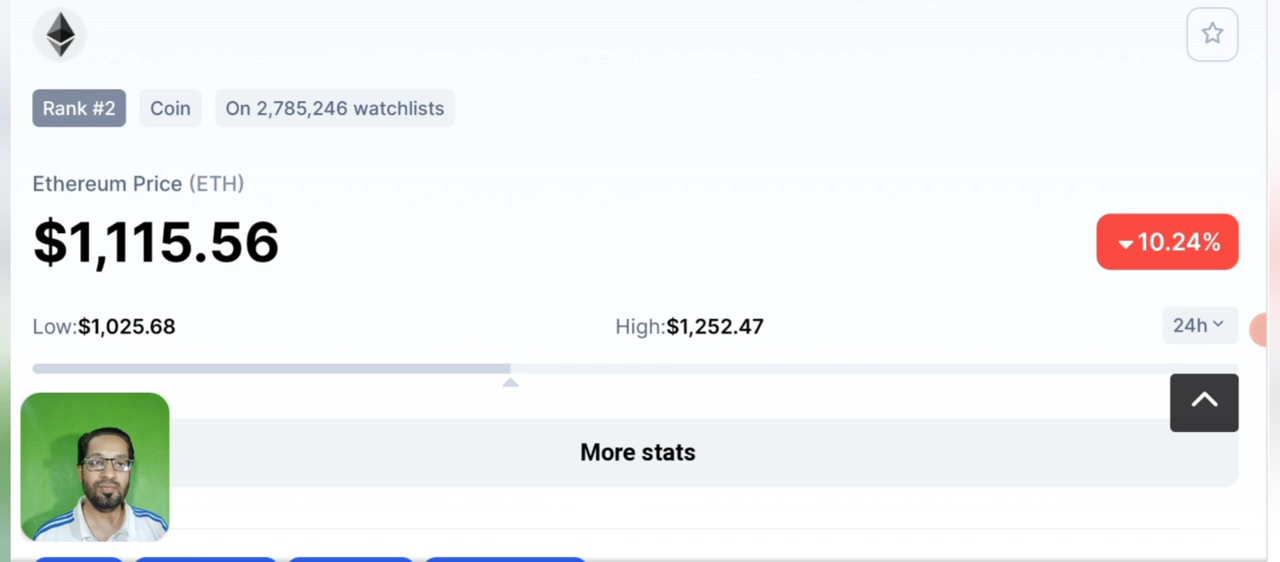 Rank #2 Coin On 2,785,246 watchlists
Ethereum Price (ETH)
$1,115.56 10.24%
Low:$1,025.68 High:$1,252.47 24h
More stats